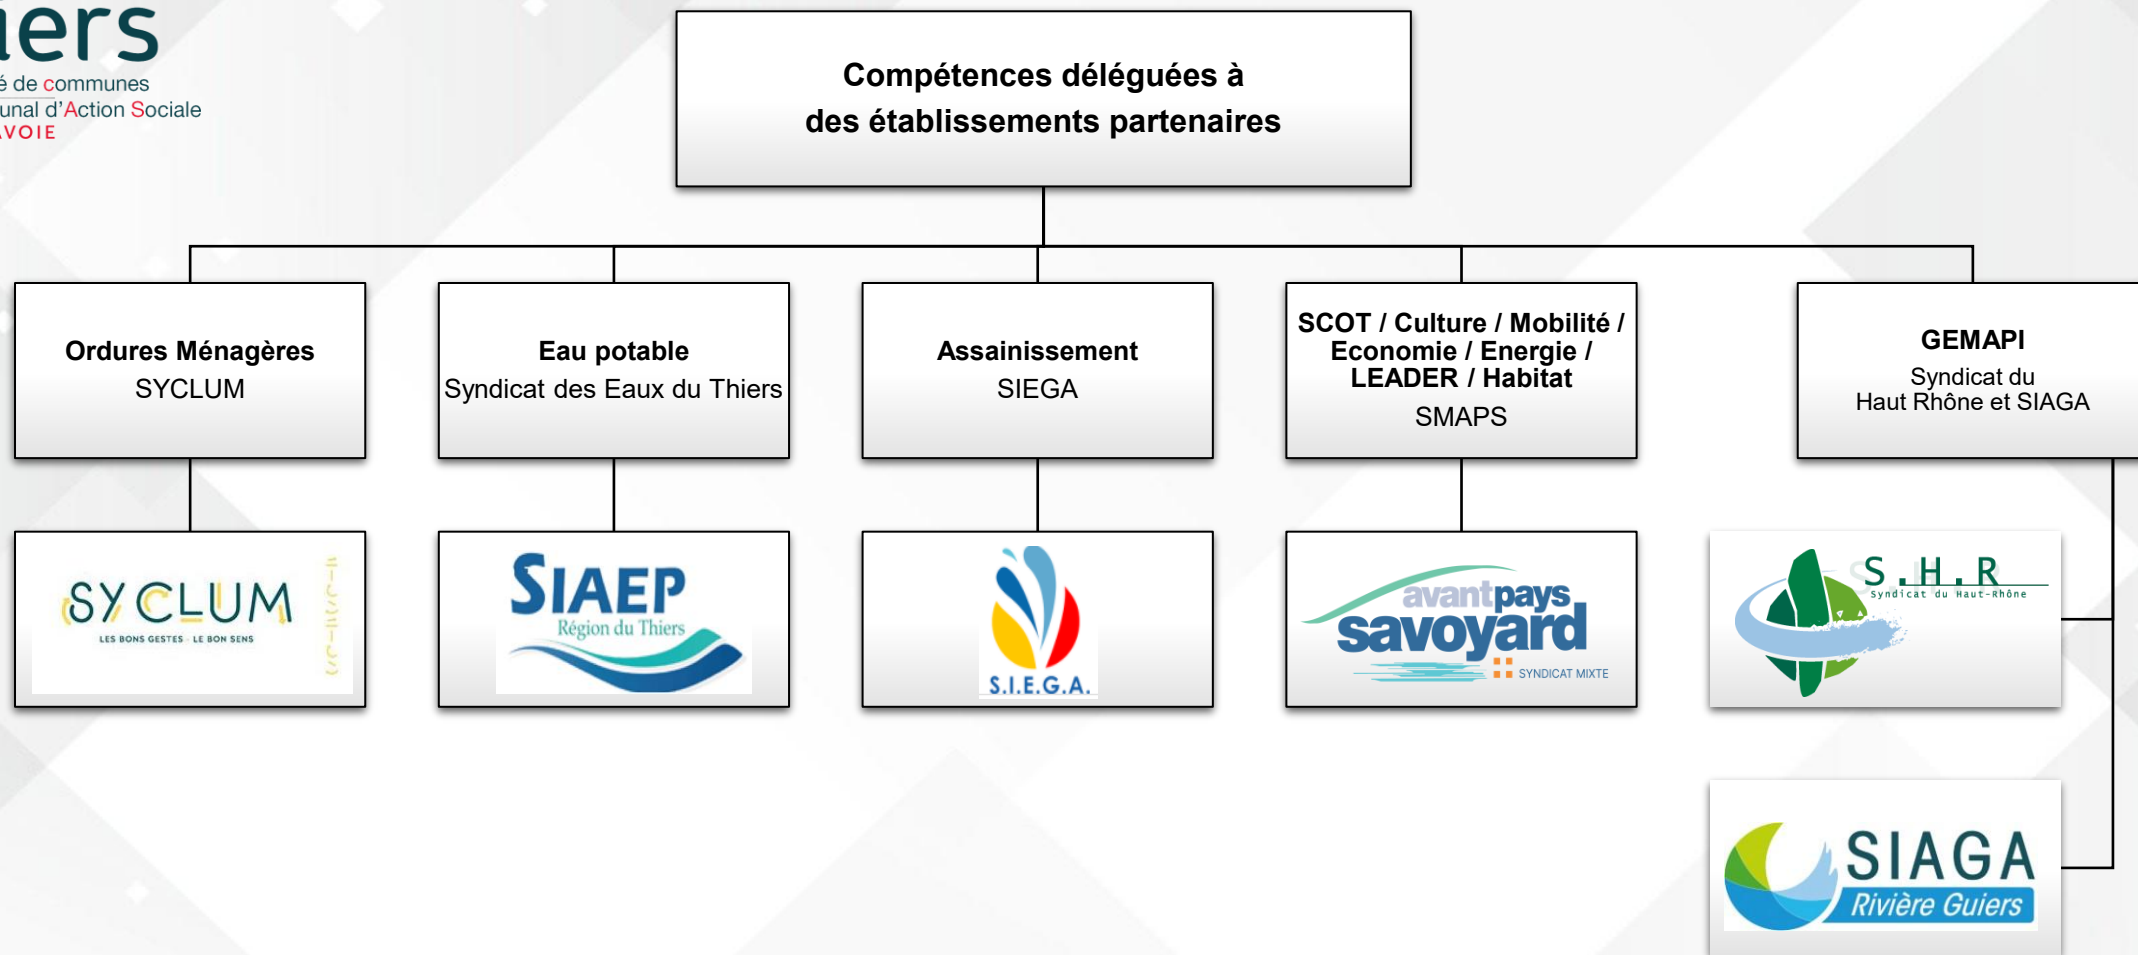 iers
é de communes
unal d'Action Sociale
AVOIE
Compétences déléguées à
des établissements partenaires
Ordures Ménagères
SYCLUM
Eau potable
Syndicat des Eaux du Thiers
Assainissement
SIEGA
SCOT / Culture / Mobilité /
Economie / Energie /
LEADER / Habitat
SMAPS
GEMAPI
Syndicat du
Haut Rhône et SIAGA
SYCLUM
LES BONS GESTES - LE BON SENS
SIAEP
Région du Thiers
S.I.E.G.A.
avantpays
savoyard
SYNDICAT MIXTE
S.H.R
Syndicat du Haut-Rhône
SIAGA
Rivière Guiers